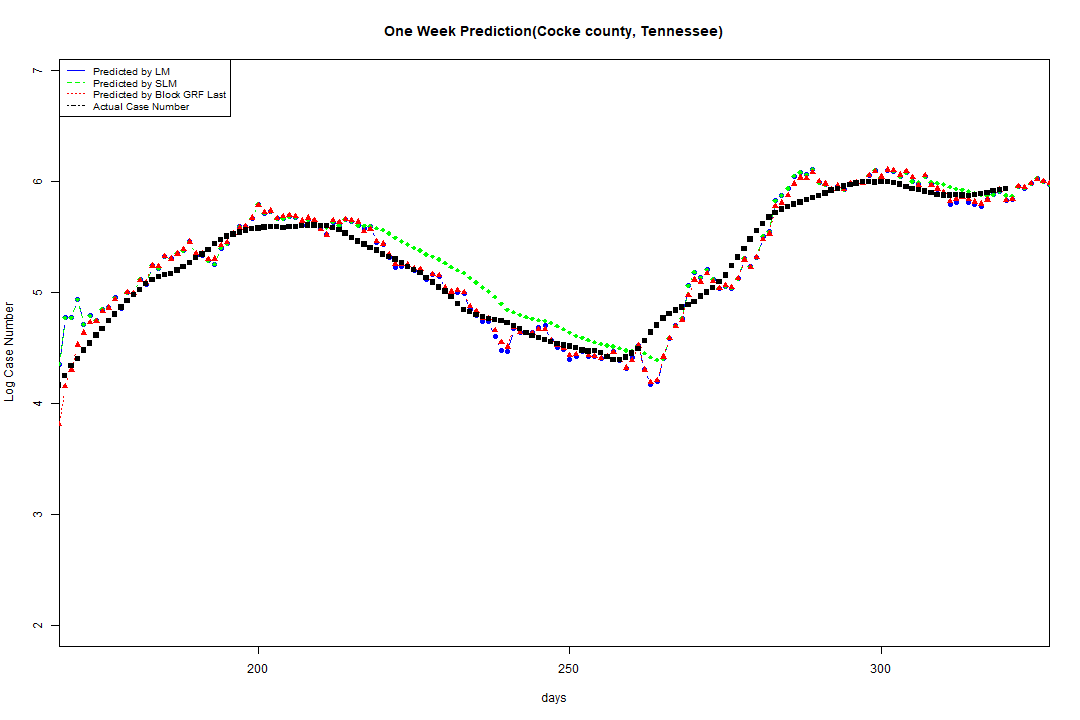 One Week Prediction(Cocke county, Tennessee)
7
Predicted by LM
Predicted by SLM
Predicted by Block GRF Last
Actual Case Number
6
5
Log Case Number
4
3
2
200
250
300
days